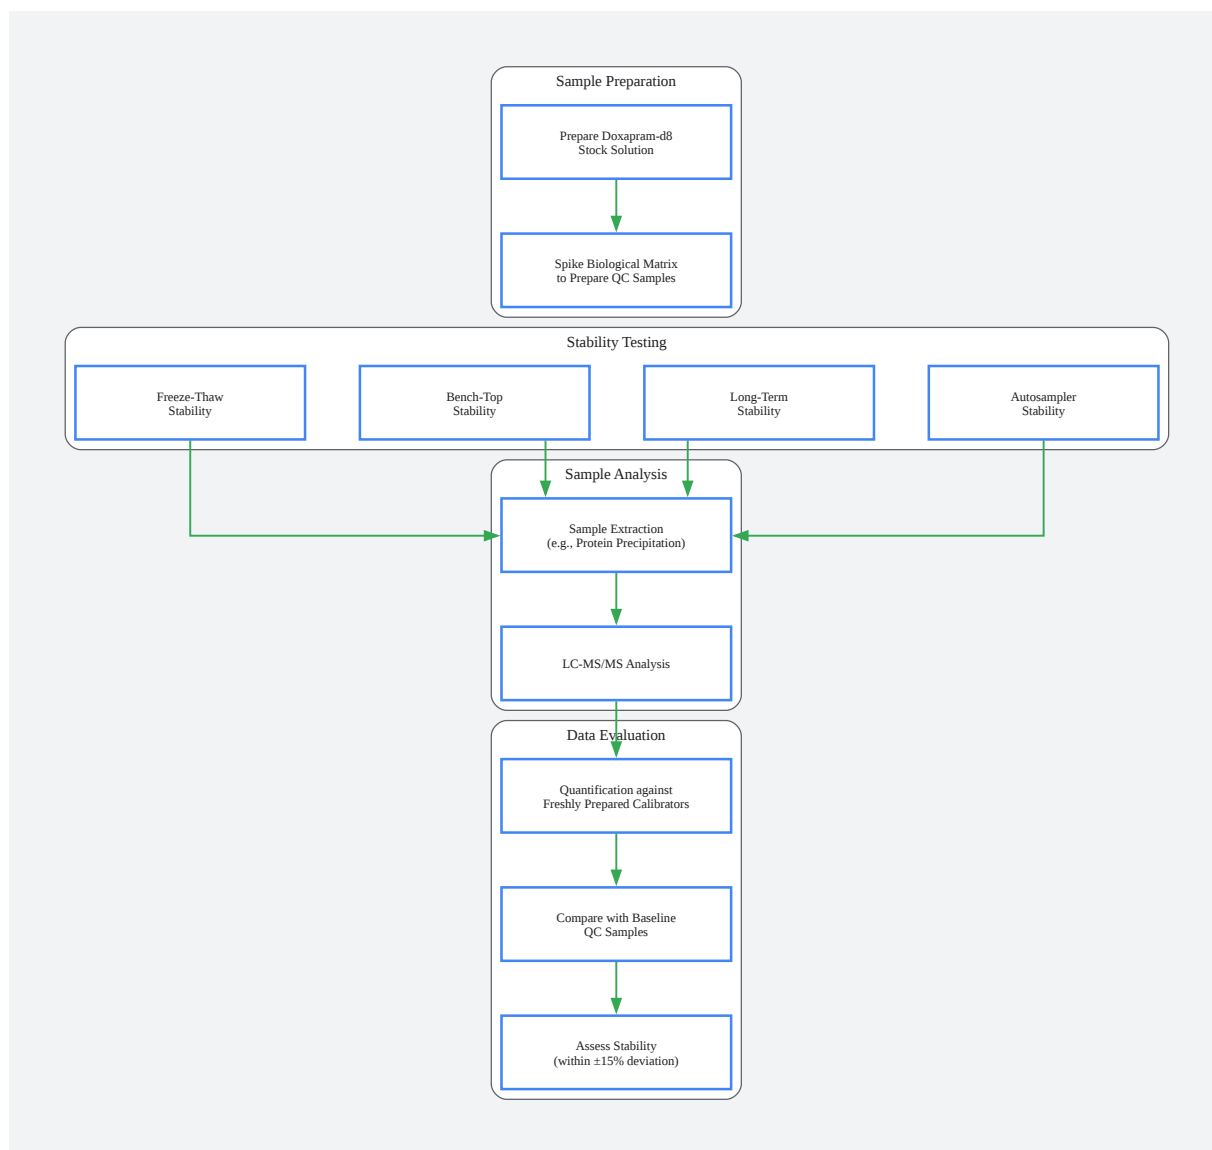 Sample Preparation
Prepare Doxapram-d8
Stock Solution
Spike Biological Matrix
to Prepare QC Samples
Stability Testing
Freeze-Thaw
Stability
Bench-Top
Stability
Long-Term
Stability
Autosampler
Stability
Sample Analysis
Sample Extraction
(e.g., Protein Precipitation)
LC-MS/MS Analysis
Data Evaluation
Quantification against
Freshly Prepared Calibrators
Compare with Baseline
QC Samples
Assess Stability
(within ±15% deviation)